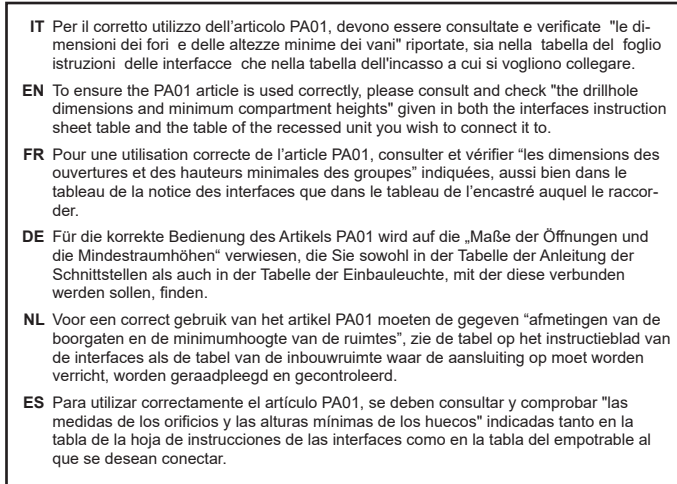 IT Per il corretto utilizzo dell'articolo PA01, devono essere consultate e verificate "le di-
mensioni dei fori e delle altezze minime dei vani" riportate, sia nella tabella del foglio
istruzioni delle interfacce che nella tabella dell'incasso a cui si vogliono collegare.
EN To ensure the PA01 article is used correctly, please consult and check "the drillhole
dimensions and minimum compartment heights" given in both the interfaces instruction
sheet table and the table of the recessed unit you wish to connect it to.
FR Pour une utilisation correcte de l'article PA01, consulter et vérifier “les dimensions des
ouvertures et des hauteurs minimales des groupes” indiquées, aussi bien dans le
tableau de la notice des interfaces que dans le tableau de l'encastré auquel le raccor-
der.
DE Für die korrekte Bedienung des Artikels PA01 wird auf die „Maße der Öffnungen und
die Mindestraumhöhen“ verwiesen, die Sie sowohl in der Tabelle der Anleitung der
Schnittstellen als auch in der Tabelle der Einbauleuchte, mit der diese verbunden
werden sollen, finden.
NL Voor een correct gebruik van het artikel PA01 moeten de gegeven “afmetingen van de
boorgaten en de minimumhoogte van de ruimtes”, zie de tabel op het instructieblad van
de interfaces als de tabel van de inbouwruimte waar de aansluiting op moet worden
verricht, worden geraadpleegd en gecontroleerd.
ES Para utilizar correctamente el artículo PA01, se deben consultar y comprobar "las
medidas de los orificios y las alturas mínimas de los huecos" indicadas tanto en la
tabla de la hoja de instrucciones de las interfaces como en la tabla del empotrable al
que se desean conectar.